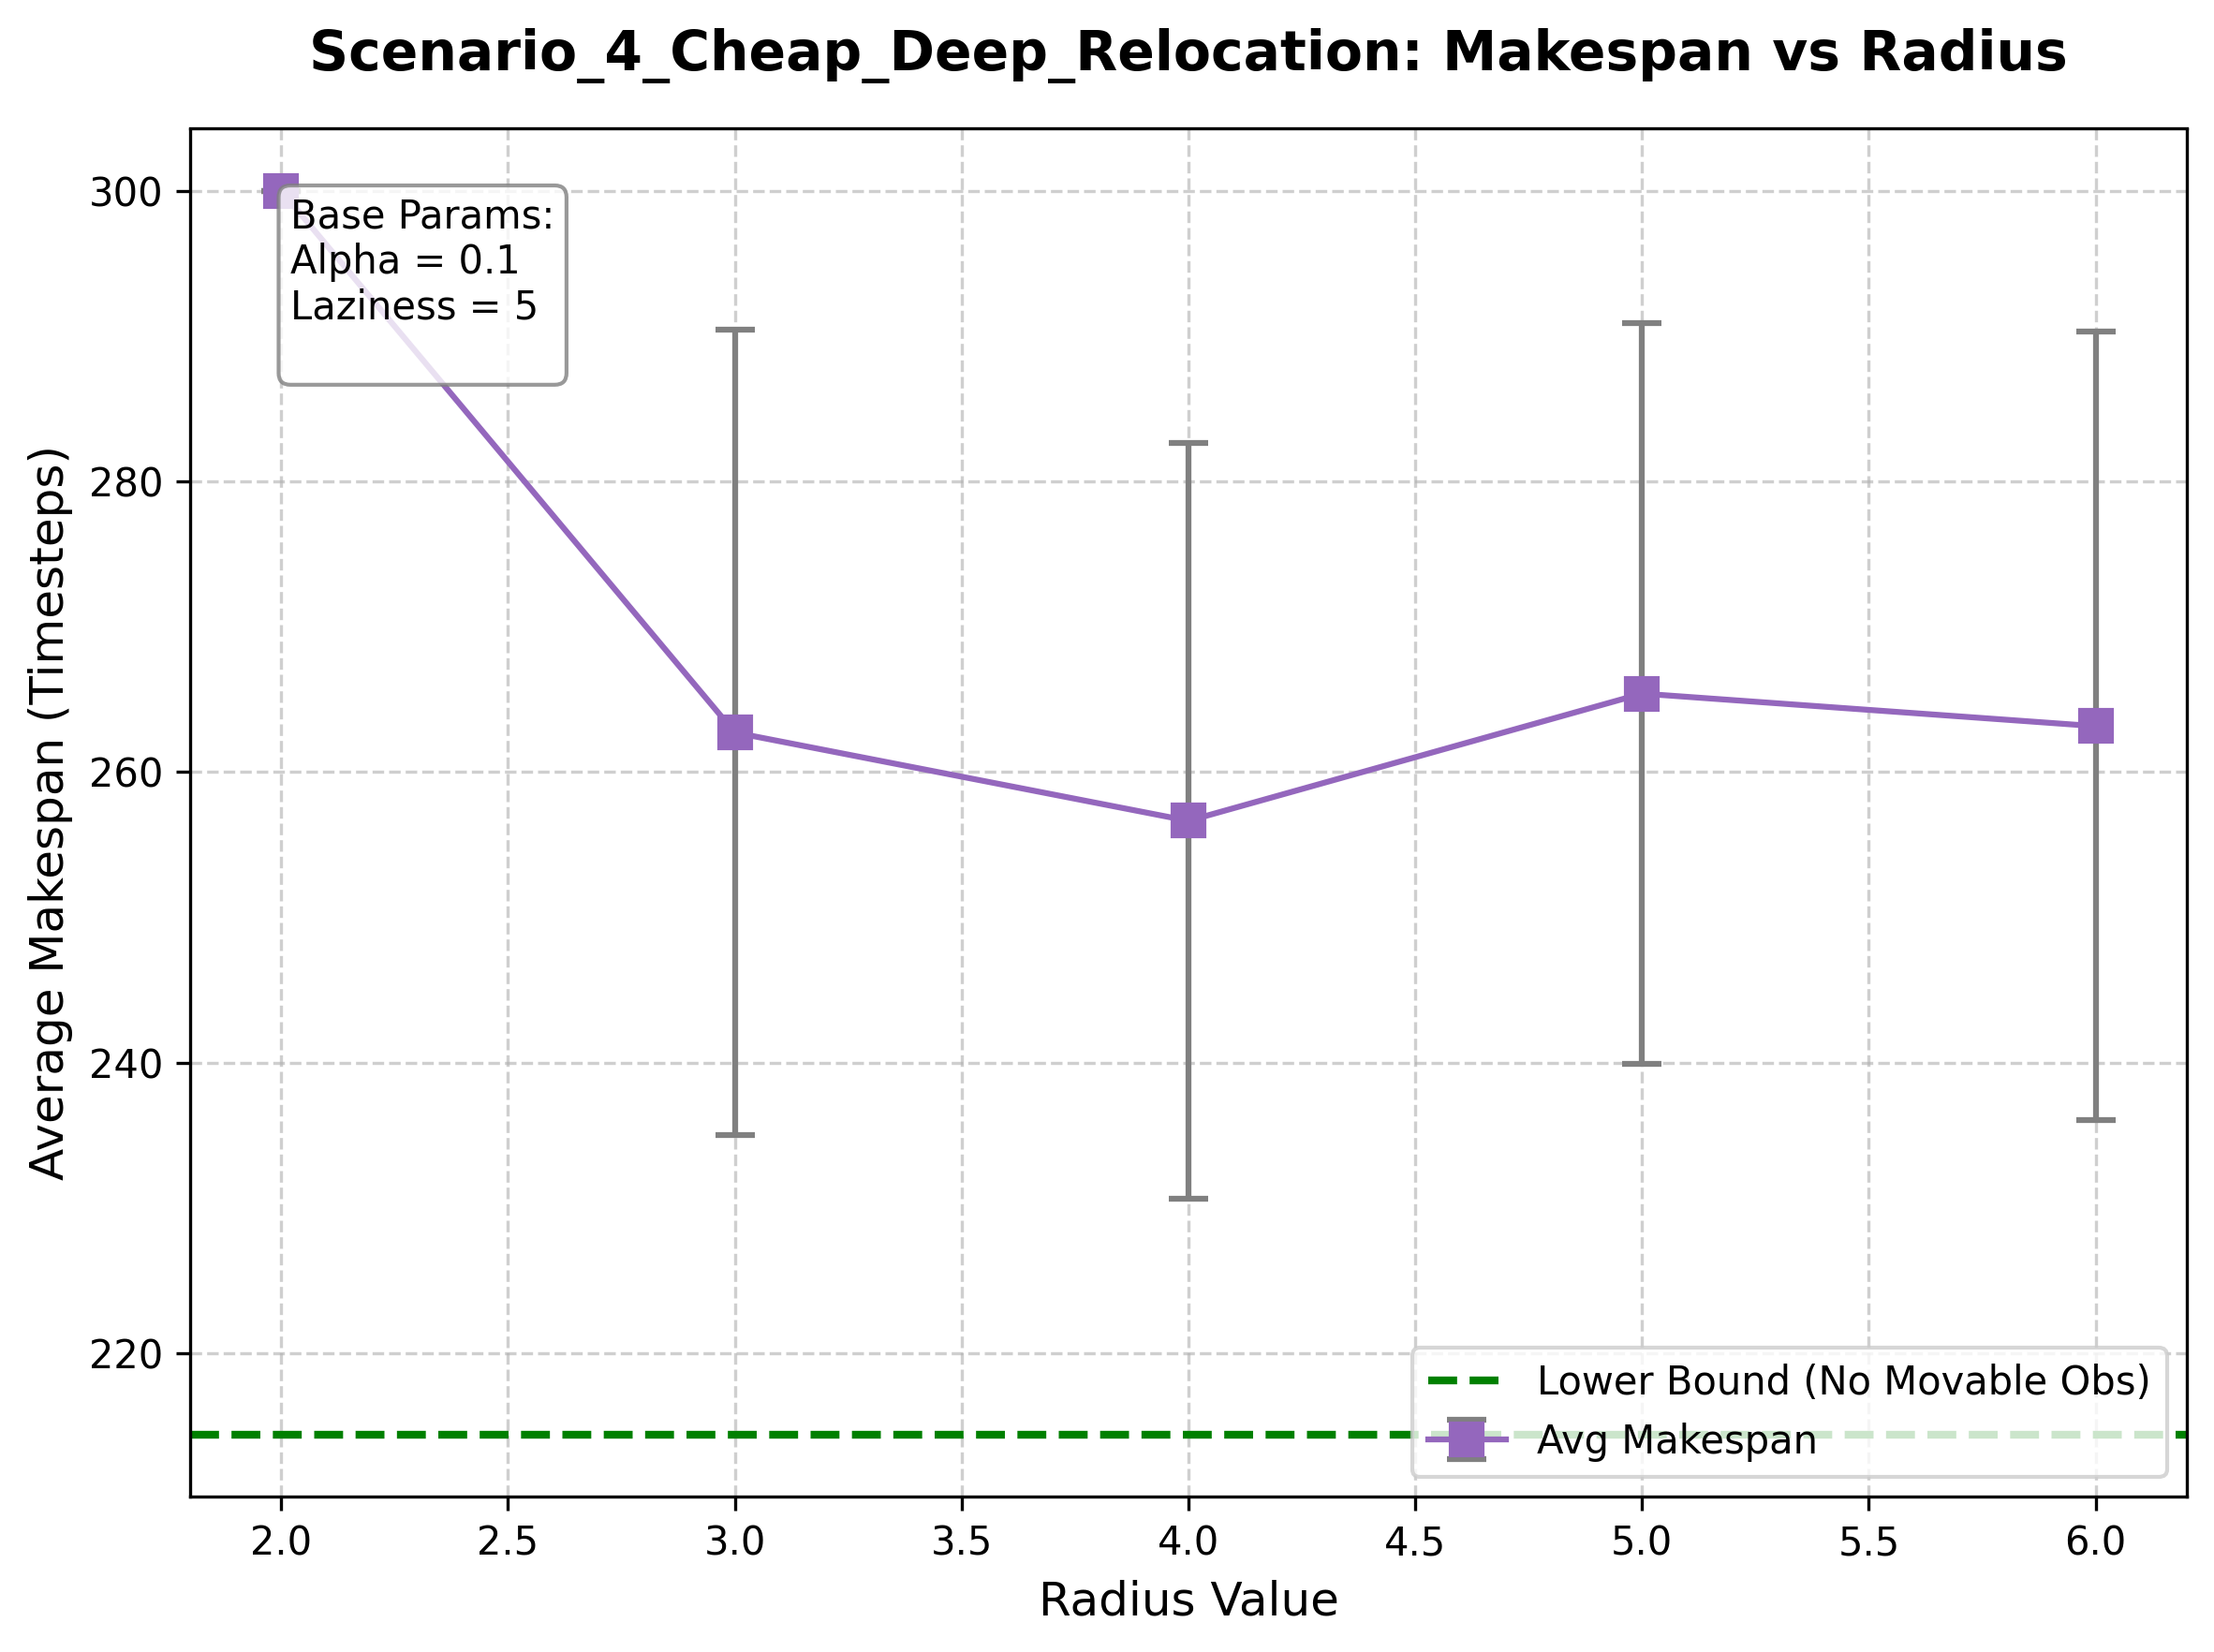 Scenario_4_Cheap_Deep_Relocation: Makespan vs Radius
Average Makespan (Timesteps)
300
280
260
240
220
Base Params:
Alpha = 0.1
Laziness = 5
Lower Bound (No Movable Obs)
Avg Makespan
2.0 2.5 3.0 3.5 4.0 4.5 5.0 5.5 6.0
Radius Value